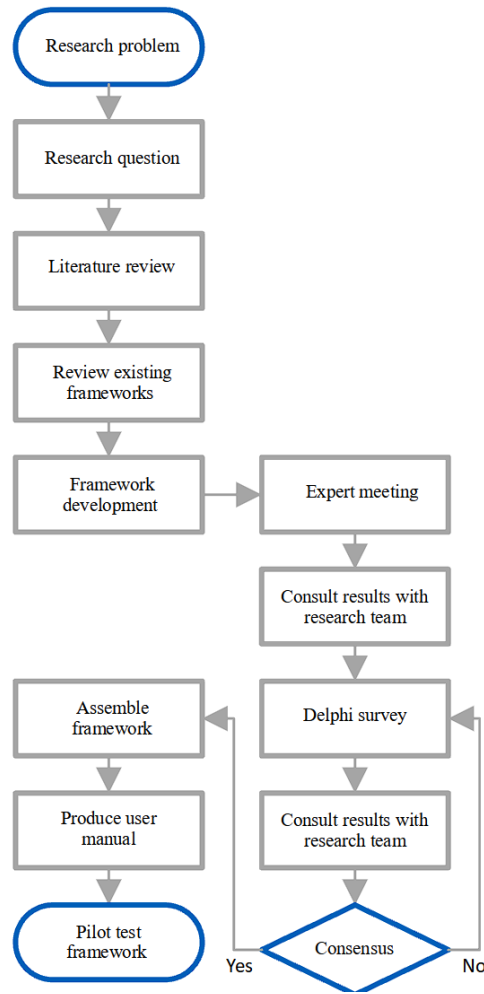 Research problem
Research question
Literature review
Review existing
frameworks
Framework
development
Expert meeting
Consult results with
research team
Delphi survey
Consult results with
research team
Consensus
Yes
No
Assemble
framework
Produce user
manual
Pilot test
framework